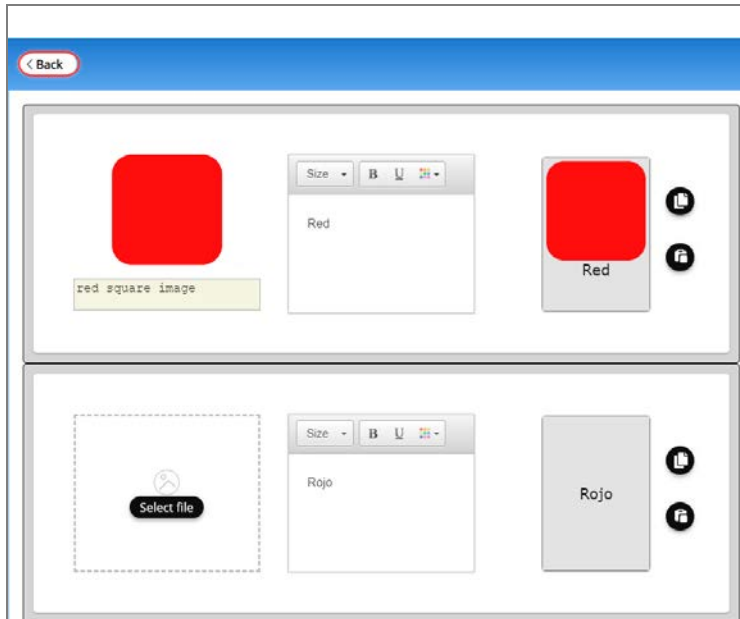 Back
Size B U
Red
Red
red square image
Size B U
Rojo
Select file
Rojo